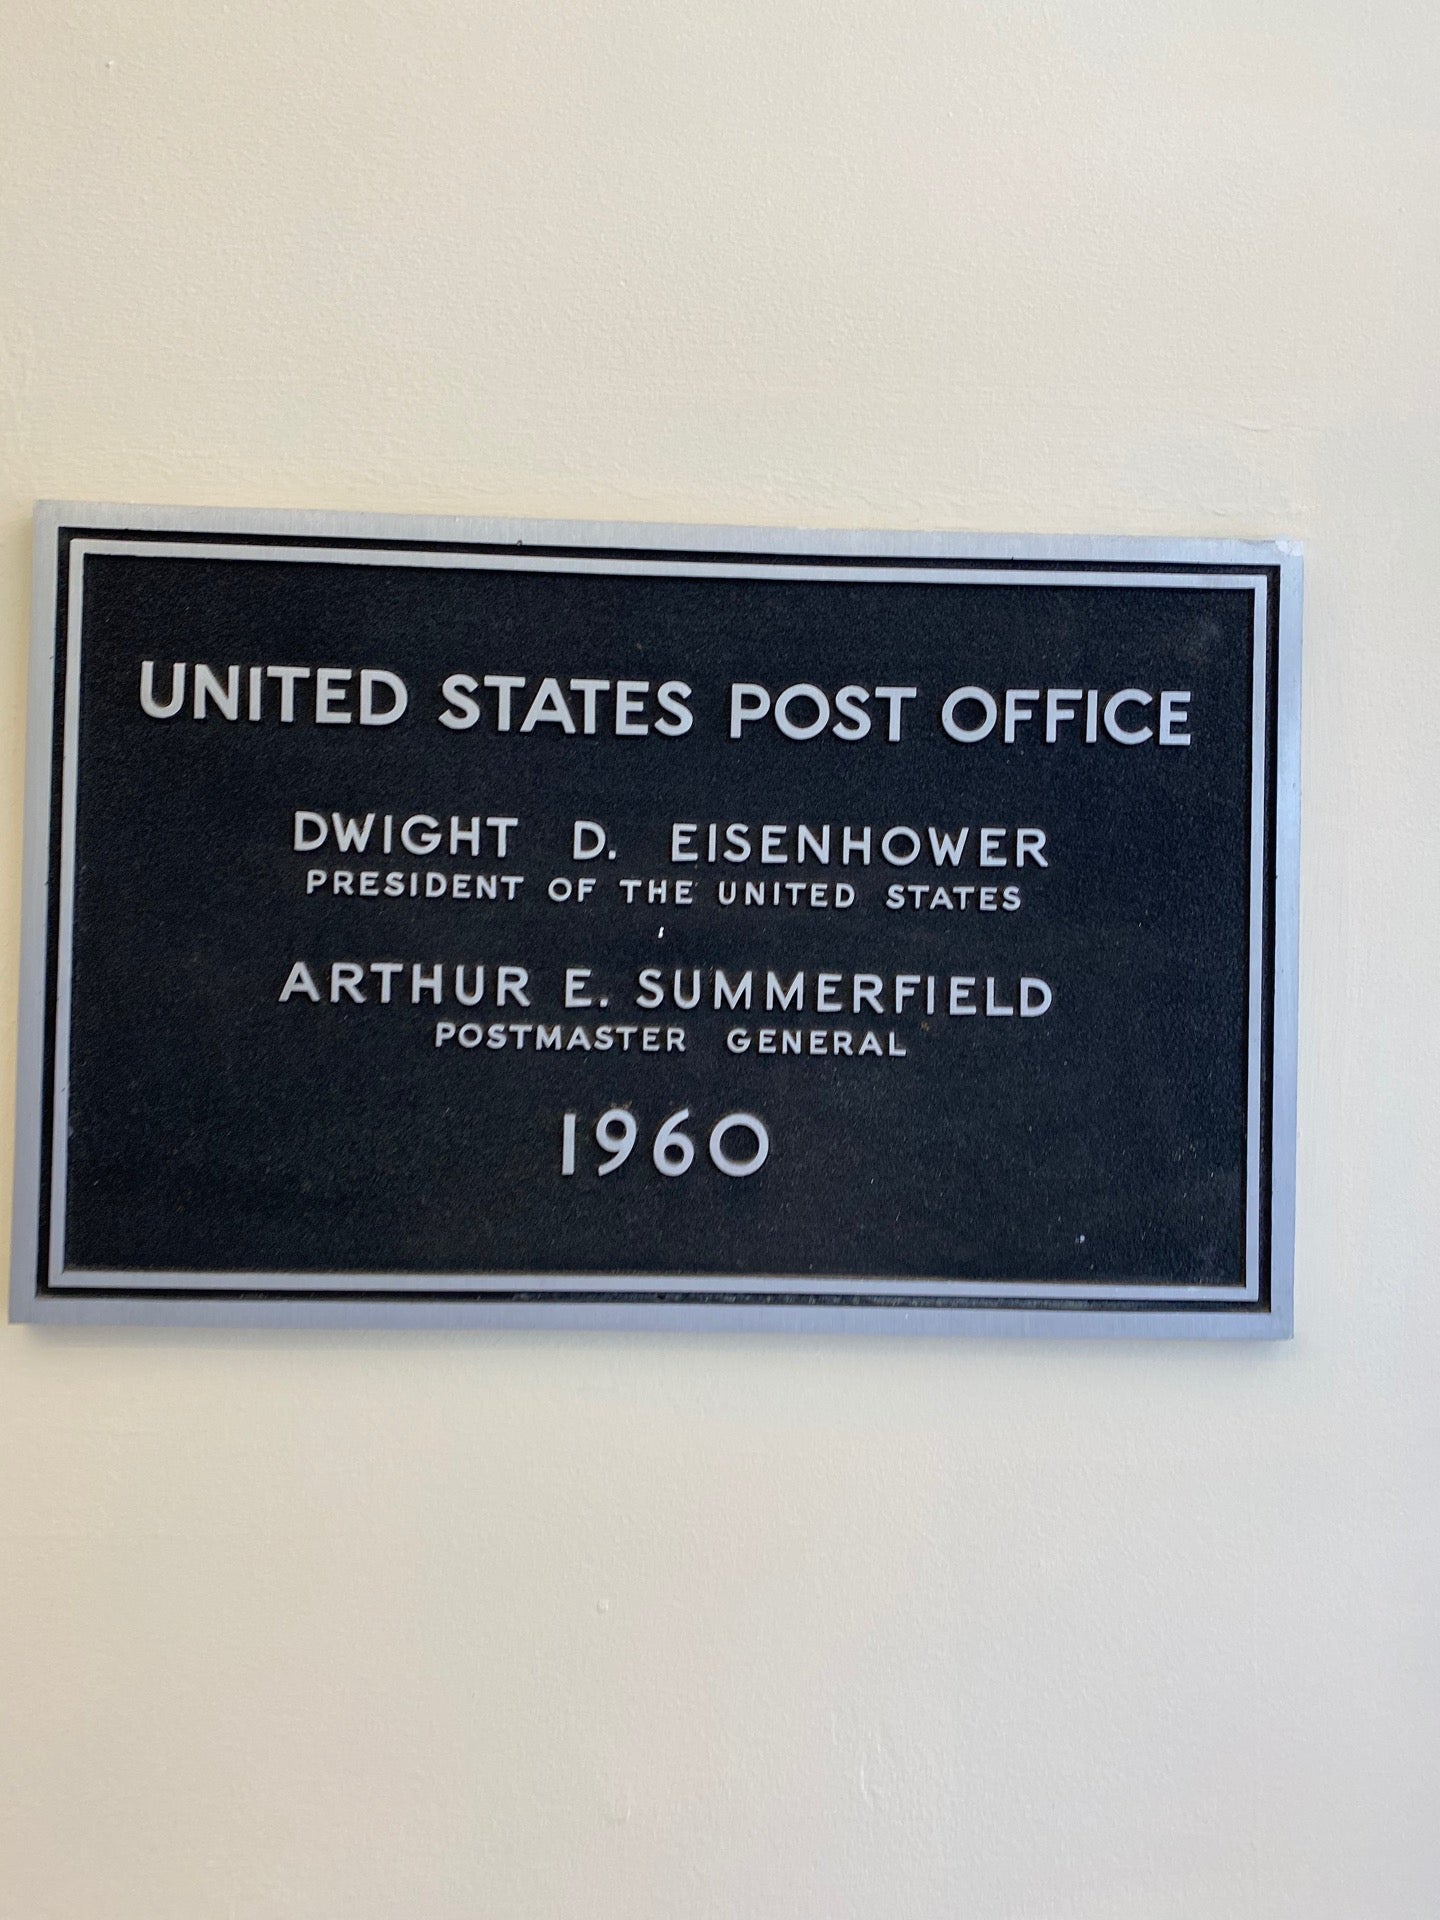 UNITED STATES POST OFFICE
DWIGHT D. EISENHOWER
PRESIDENT OF THE UNITED STATES
ARTHUR E. SUMMERFIELD
POSTMASTER GENERAL
1960